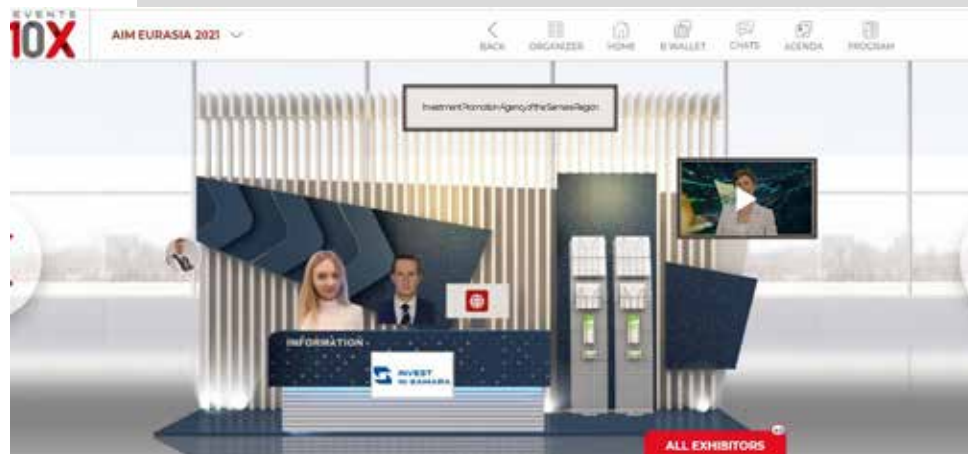 EVENTS
10X
AIM EURASIA 2021
BACK
ORGANIZER
HOME
B.WALLET
CHATS
AGENDA
PROGRAM
Investment Promotion Agency of the Samara Region
INFORMATION
INVEST
IN SAMARA
ALL EXHIBITORS